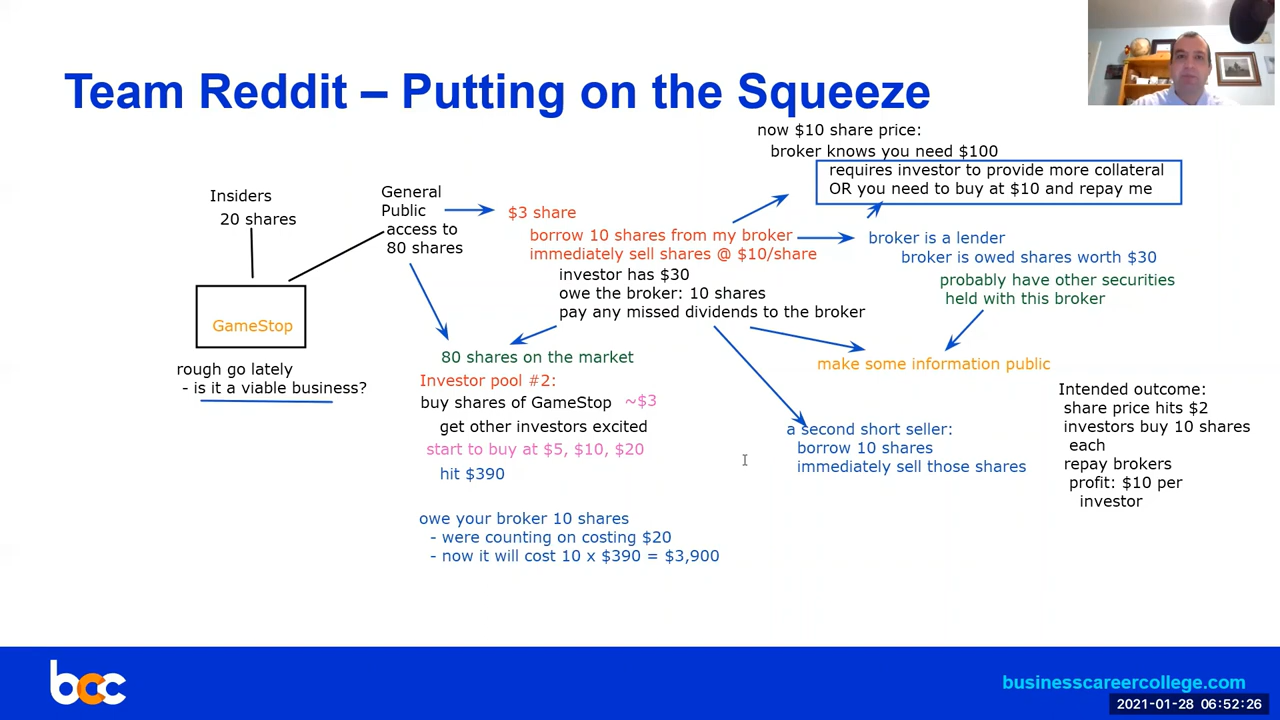 Team Reddit – Putting on the Squeeze
now $10 share price:
broker knows you need $100
requires investor to provide more collateral
OR you need to buy at $10 and repay me
Insiders
20 shares
General
Public
access to
80 shares
$3 share
borrow 10 shares from my broker
immediately sell shares @ $10/share
investor has $30
owe the broker: 10 shares
pay any missed dividends to the broker
broker is a lender
broker is owed shares worth $30
probably have other securities
held with this broker
GameStop
rough go lately
- is it a viable business?
80 shares on the market
Investor pool #2:
buy shares of GameStop ~$3
get other investors excited
start to buy at $5, $10, $20
hit $390
owe your broker 10 shares
- were counting on costing $20
- now it will cost 10 x $390 = $3,900
make some information public
a second short seller:
borrow 10 shares
immediately sell those shares
Intended outcome:
share price hits $2
investors buy 10 shares
each
repay brokers
profit: $10 per
investor
bcc
businesscareercollege.com
2021-01-28 06:52:26